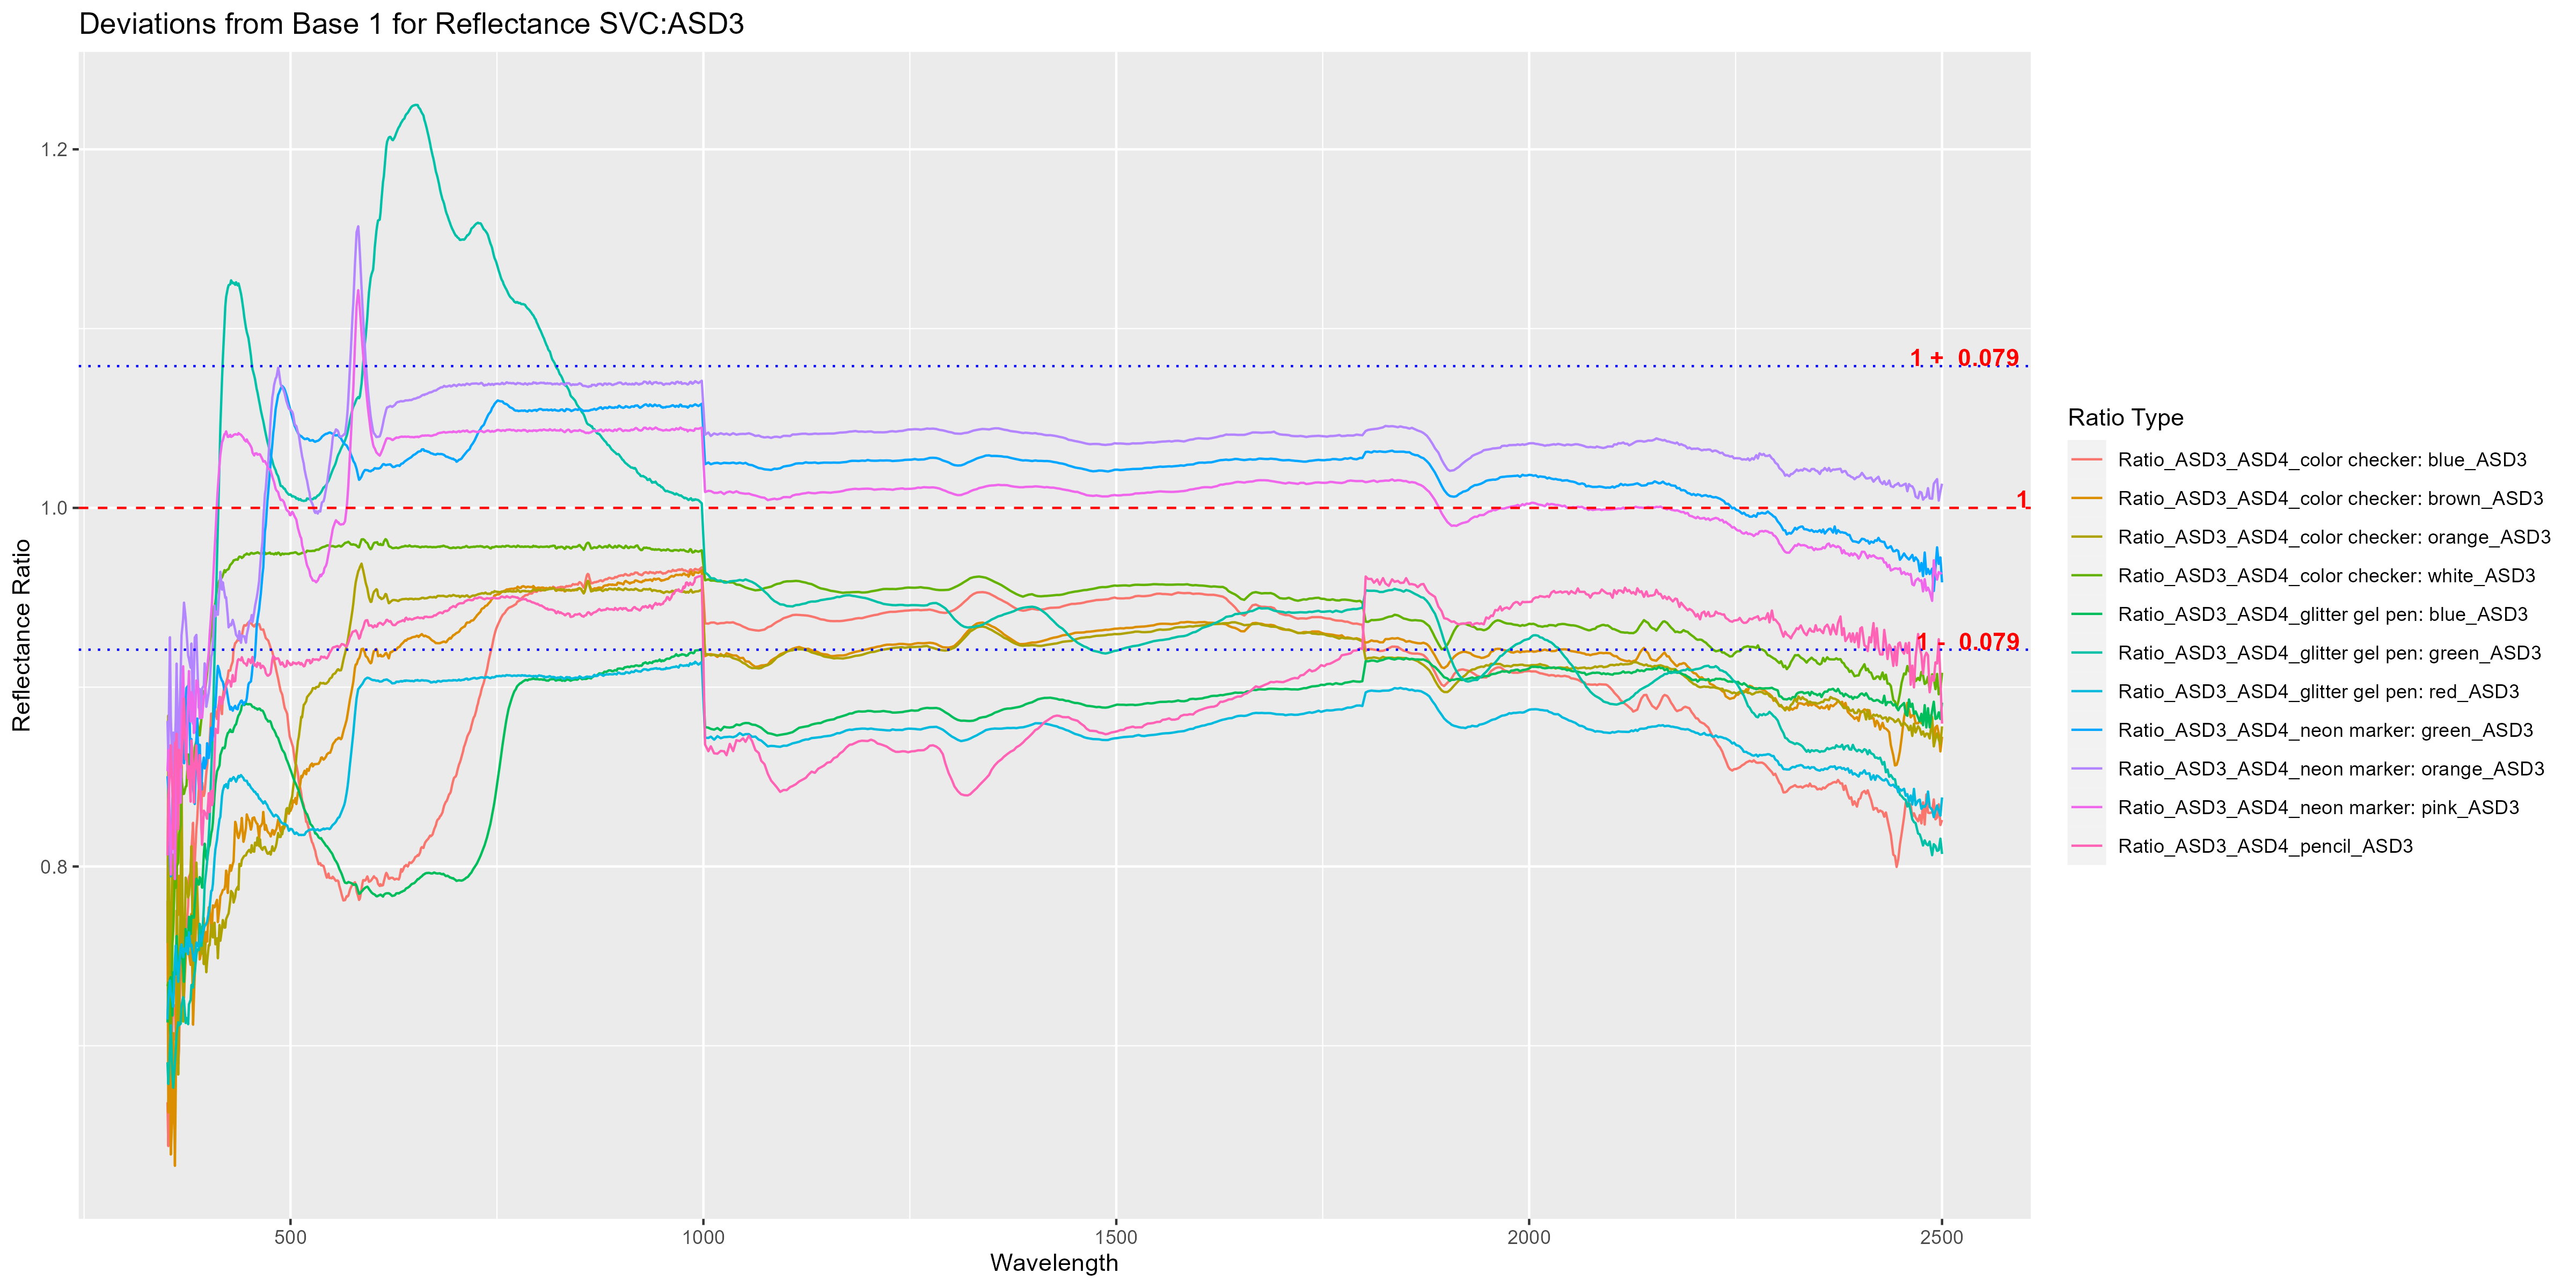 Deviations from Base 1 for Reflectance SVC:ASD3
Reflectance Ratio
1.2
1.0
0.8
1 + 0.079
1
1 - 0.079
500
1000
1500
2000
2500
Wavelength
Ratio Type
Ratio_ASD3_ASD4_color checker: blue_ASD3
Ratio_ASD3_ASD4_color checker: brown_ASD3
Ratio_ASD3_ASD4_color checker: orange_ASD3
Ratio_ASD3_ASD4_color checker: white_ASD3
Ratio_ASD3_ASD4_glitter gel pen: blue_ASD3
Ratio_ASD3_ASD4_glitter gel pen: green_ASD3
Ratio_ASD3_ASD4_glitter gel pen: red_ASD3
Ratio_ASD3_ASD4_neon marker: green_ASD3
Ratio_ASD3_ASD4_neon marker: orange_ASD3
Ratio_ASD3_ASD4_neon marker: pink_ASD3
Ratio_ASD3_ASD4_pencil_ASD3